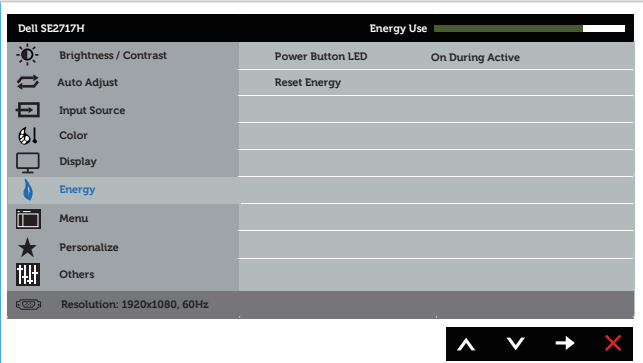 Dell SE2717H Energy Use
Brightness / Contrast Power Button LED On During Active
Auto Adjust Reset Energy
Input Source
Color
Display
Energy
Menu
Personalize
Others
Resolution: 1920x1080, 60Hz